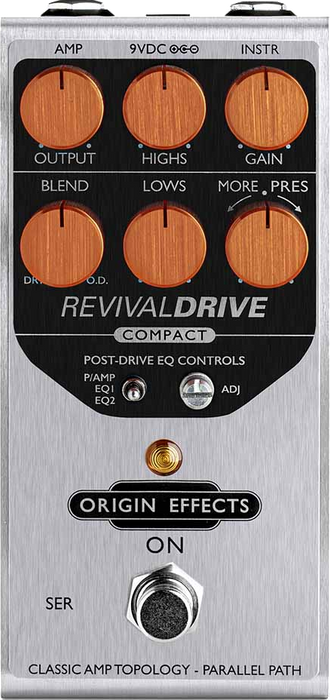 AMP 9VDC INSTR
OUTPUT HIGHS GAIN
BLEND LOWS MORE PRES
DRY O.D.
REVIVALDRIVE
COMPACT
POST-DRIVE EQ CONTROLS
P/AMP
EQ1 ADJ
EQ2
ORIGIN EFFECTS
ON
SER
CLASSIC AMP TOPOLOGY - PARALLEL PATH